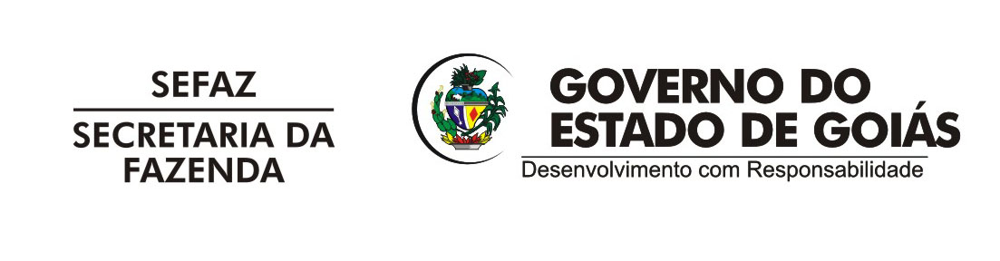 SEFAZ
SECRETARIA DA
FAZENDA
GOVERNO DO
ESTADO DE GOIÁS
Desenvolvimento com Responsabilidade